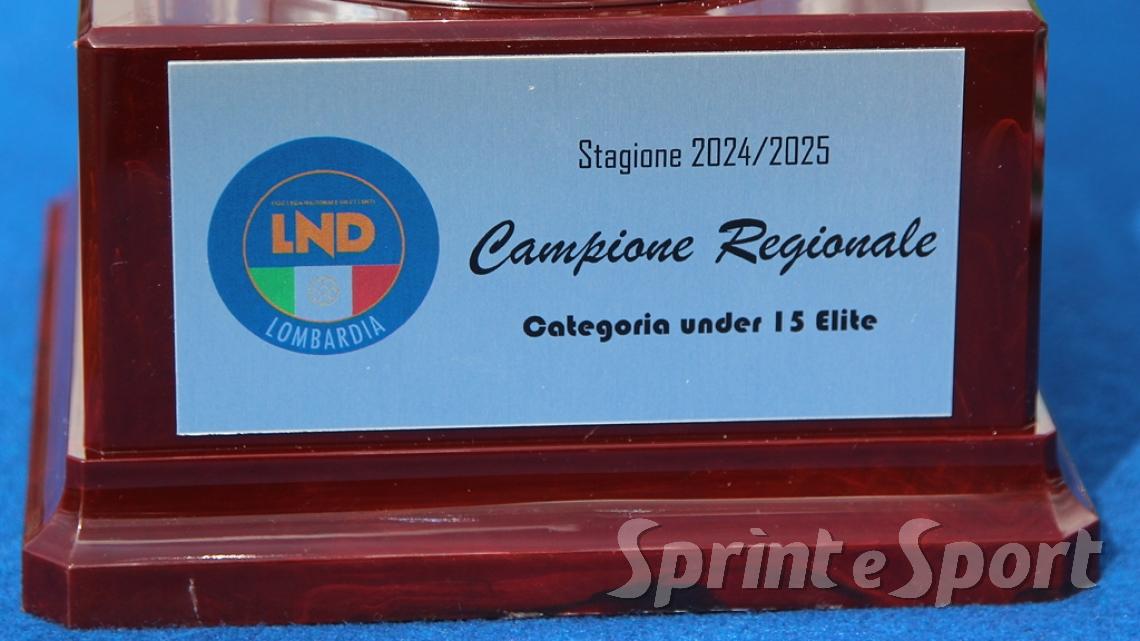 Stagione 2024/2025
LND
Campione Regionale
Categoria under 15 Elite
LOMBARDIA
Sprint e Sport